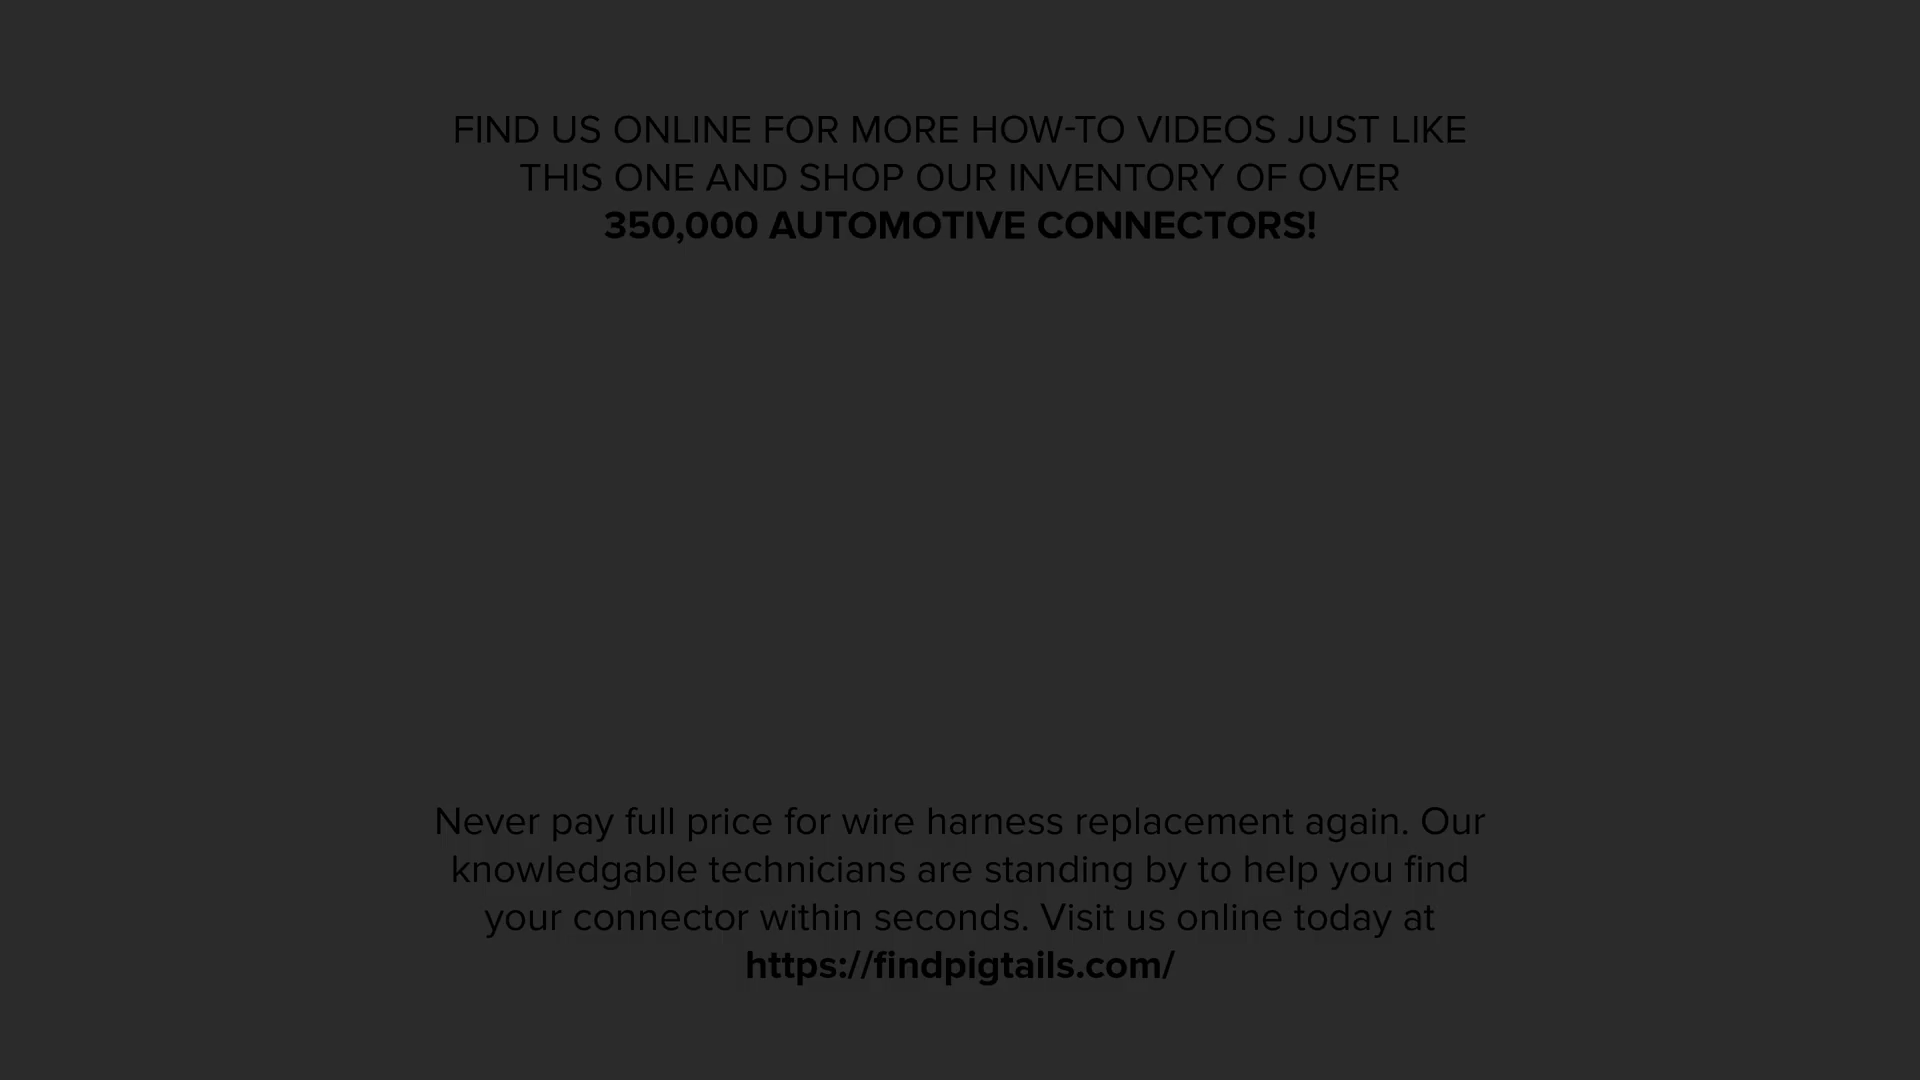 FIND US ONLINE FOR MORE HOW-TO VIDEOS JUST LIKE
THIS ONE AND SHOP OUR INVENTORY OF OVER
350,000 AUTOMOTIVE CONNECTORS!
Never pay full price for wire harness replacement again. Our
knowledgable technicians are standing by to help you find
your connector within seconds. Visit us online today at
https://findpigtails.com/